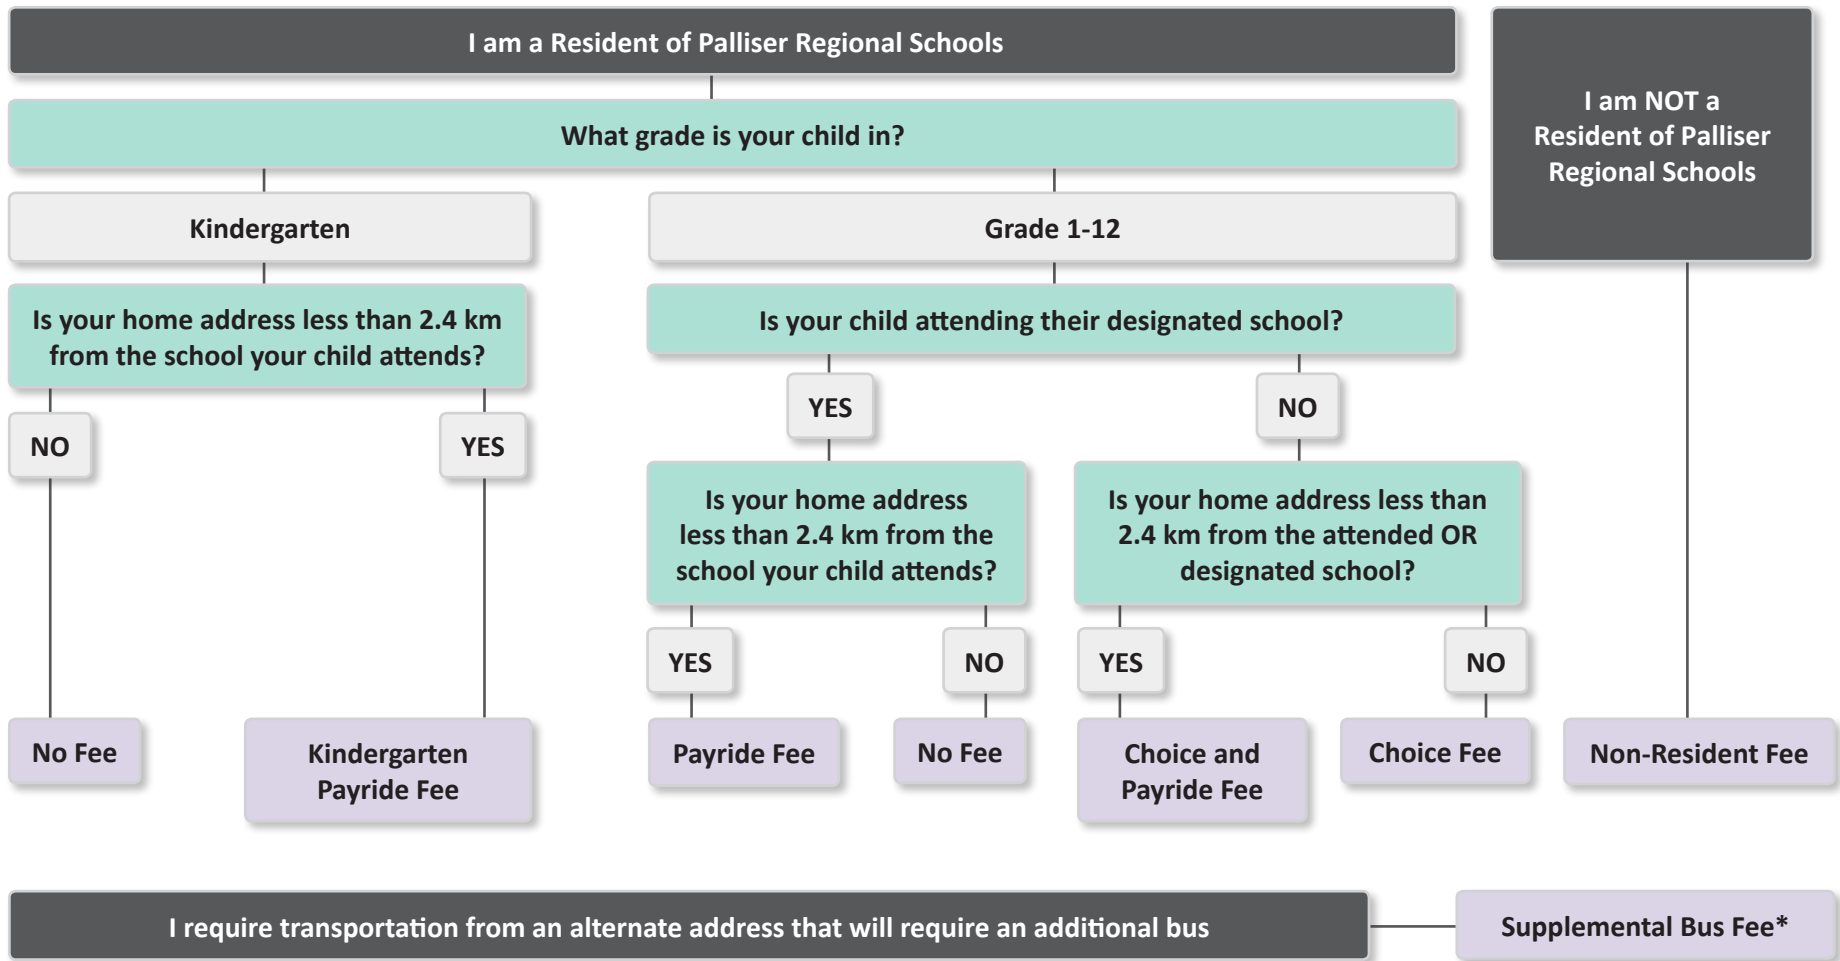 I am a Resident of Palliser Regional Schools
I am NOT a
Resident of Palliser
Regional Schools
What grade is your child in?
Kindergarten
Grade 1-12
Is your home address less than 2.4 km
from the school your child attends?
Is your child attending their designated school?
NO
YES
YES
NO
Is your home address
less than 2.4 km from the
school your child attends?
Is your home address less than
2.4 km from the attended OR
designated school?
YES
NO
YES
NO
No Fee
Kindergarten
Payride Fee
Payride Fee
No Fee
Choice and
Payride Fee
Choice Fee
Non-Resident Fee
I require transportation from an alternate address that will require an additional bus
Supplemental Bus Fee*